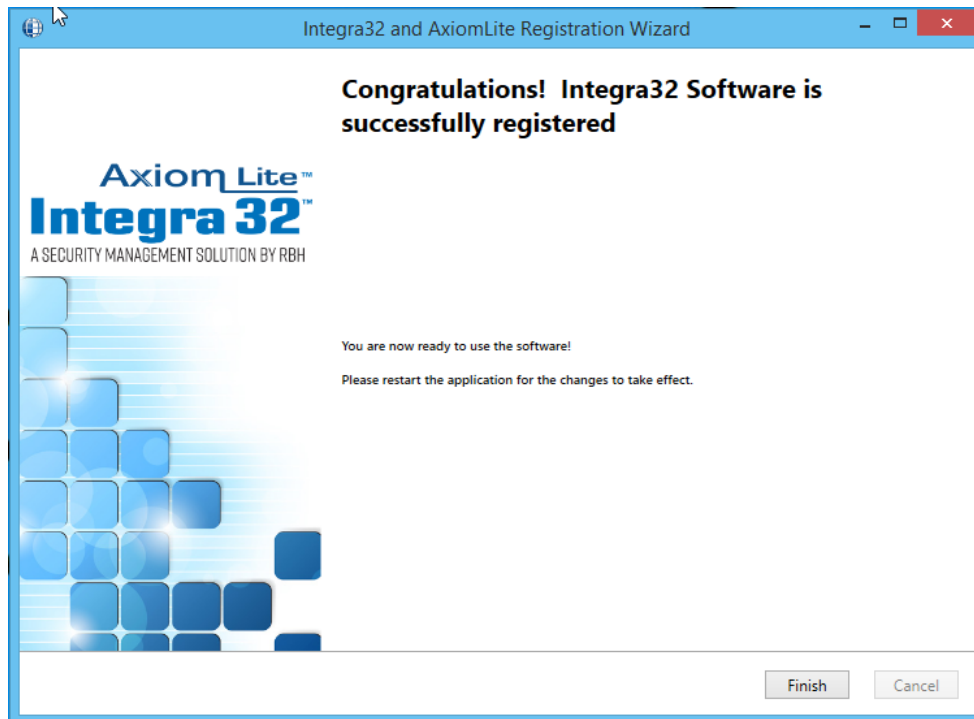 Integra32 and AxiomLite Registration Wizard
Congratulations!  Integra32 Software is
successfully registered
Axiom Lite™
Integra 32™
A SECURITY MANAGEMENT SOLUTION BY RBH
You are now ready to use the software!
Please restart the application for the changes to take effect.
Finish
Cancel